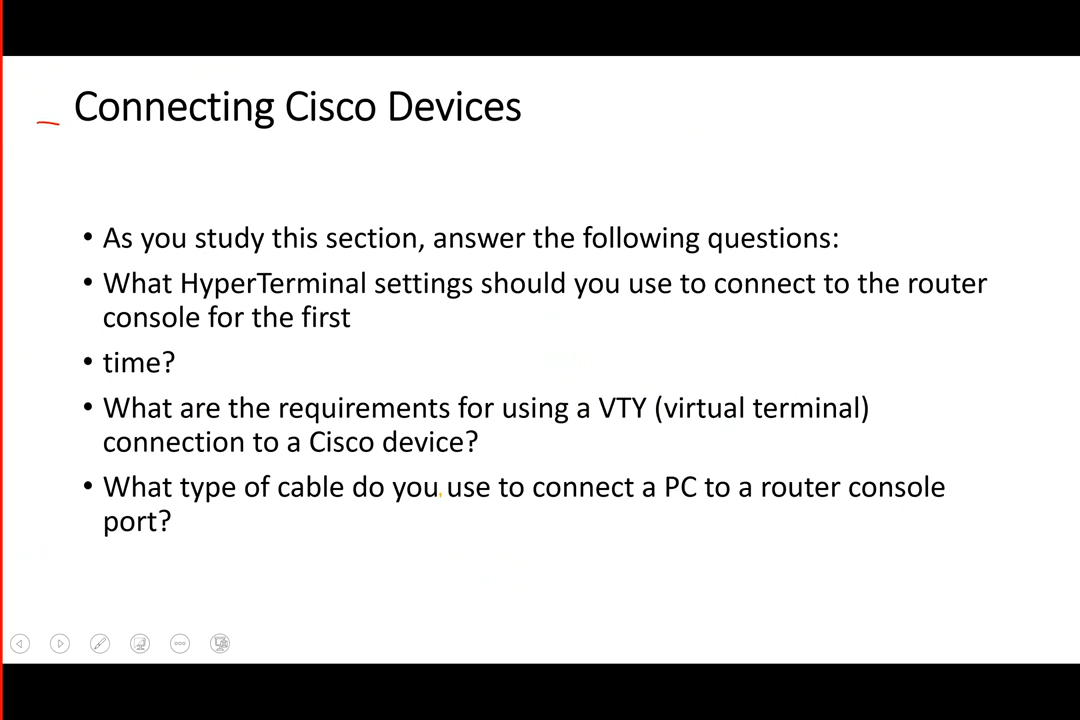 Connecting Cisco Devices
• As you study this section, answer the following questions:
• What HyperTerminal settings should you use to connect to the router
console for the first
• time?
• What are the requirements for using a VTY (virtual terminal)
connection to a Cisco device?
• What type of cable do you use to connect a PC to a router console
port?